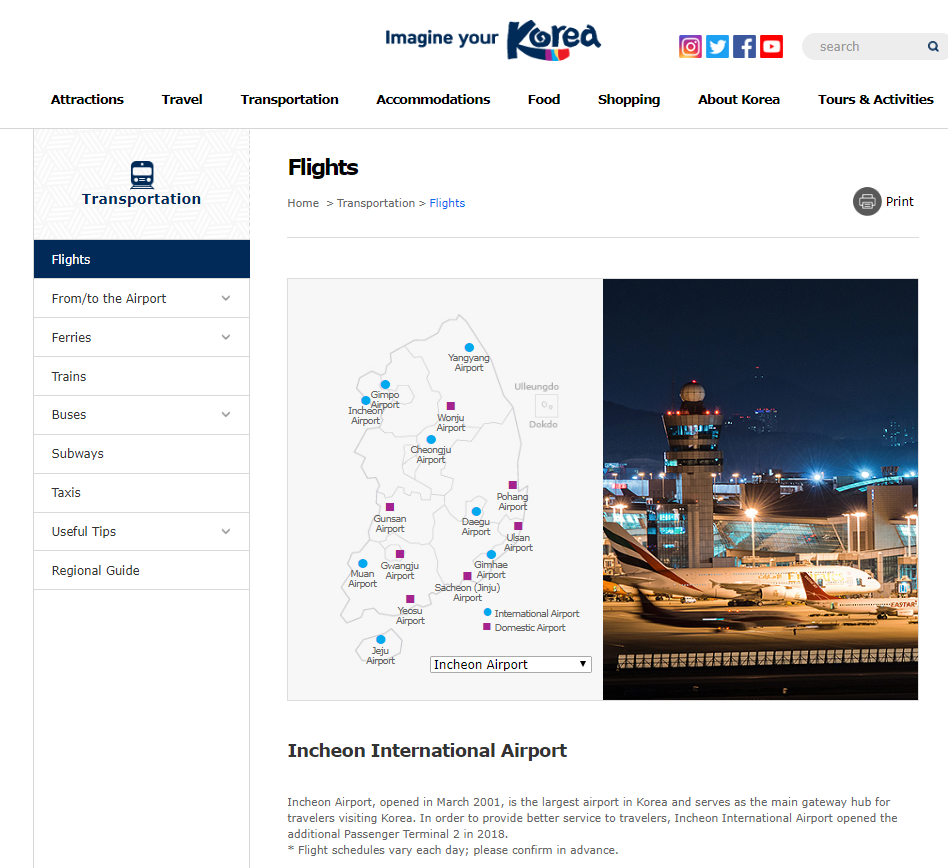 Imagine your Korea
search
Attractions Travel Transportation Accommodations Food Shopping About Korea Tours & Activities
Transportation
Flights
From/to the Airport
Ferries
Trains
Buses
Subways
Taxis
Useful Tips
Regional Guide
Flights
Home > Transportation > Flights
Print
Yangyang
Airport
Gimpo
Airport
Incheon
Airport
Ulleungdo
Dokdo
Wonju
Airport
Cheongju
Airport
Pohang
Airport
Gunsan
Airport
Daegu
Airport
Ulsan
Airport
Gwangju
Airport
Gimhae
Airport
Muan
Airport
Sacheon (Jinju)
Airport
Yeosu
Airport
International Airport
Domestic Airport
Jeju
Airport
Incheon Airport
EASTAR
Incheon International Airport
Incheon Airport, opened in March 2001, is the largest airport in Korea and serves as the main gateway hub for
travelers visiting Korea. In order to provide better service to travelers, Incheon International Airport opened the
additional Passenger Terminal 2 in 2018.
* Flight schedules vary each day; please confirm in advance.